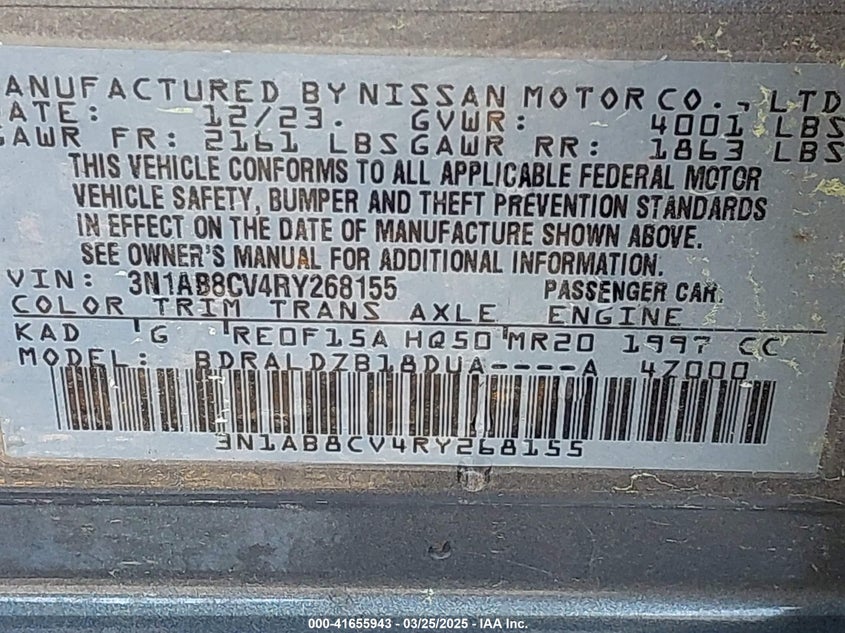 MANUFACTURED BY NISSAN MOTOR CO., LTD
DATE: 12/23. GVWR: 4001 LBS
GAWR FR: 2161 LBS GAWR RR: 1863 LBS
THIS VEHICLE CONFORMS TO ALL APPLICABLE FEDERAL MOTOR
VEHICLE SAFETY, BUMPER AND THEFT PREVENTION STANDARDS
IN EFFECT ON THE DATE OF MANUFACTURE SHOWN ABOVE.
SEE OWNER'S MANUAL FOR ADDITIONAL INFORMATION.
VIN: 3N1AB8CV4RY268155 PASSENGER CAR.
COLOR TRIM TRANS AXLE ENGINE
KAD G RE0F15A HQ50 MR20 1997 CC
MODEL: BDRALDZB18DUA----A 47000
3N1AB8CV4RY268155
000-41655943 - 03/25/2025 - IAA Inc.